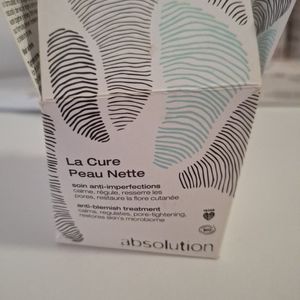 La Cure
Peau Nette
soin anti-imperfections
calme, régule, resserre les
pores, restaure la flore cutanée
anti-blemish treatment
calms, regulates, pore-tightening,
restores skin's microbiome
absolution